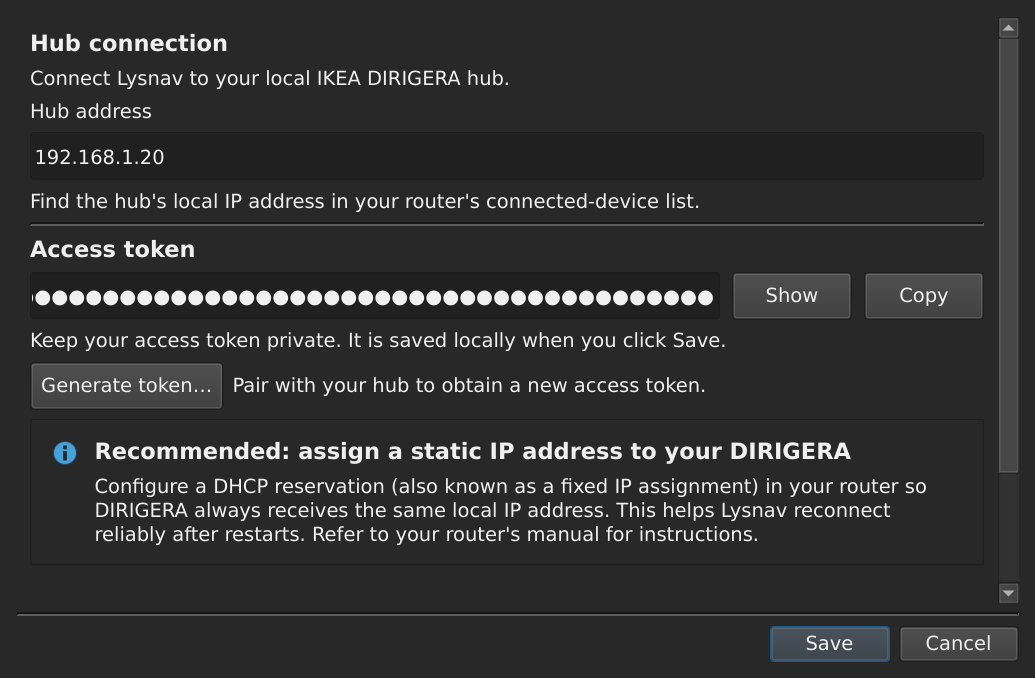 Hub connection
Connect Lysnav to your local IKEA DIRIGERA hub.
Hub address
192.168.1.20
Find the hub's local IP address in your router's connected-device list.
Access token
Show
Copy
Keep your access token private. It is saved locally when you click Save.
Generate token...
Pair with your hub to obtain a new access token.
Recommended: assign a static IP address to your DIRIGERA
Configure a DHCP reservation (also known as a fixed IP assignment) in your router so
DIRIGERA always receives the same local IP address. This helps Lysnav reconnect
reliably after restarts. Refer to your router's manual for instructions.
Save
Cancel